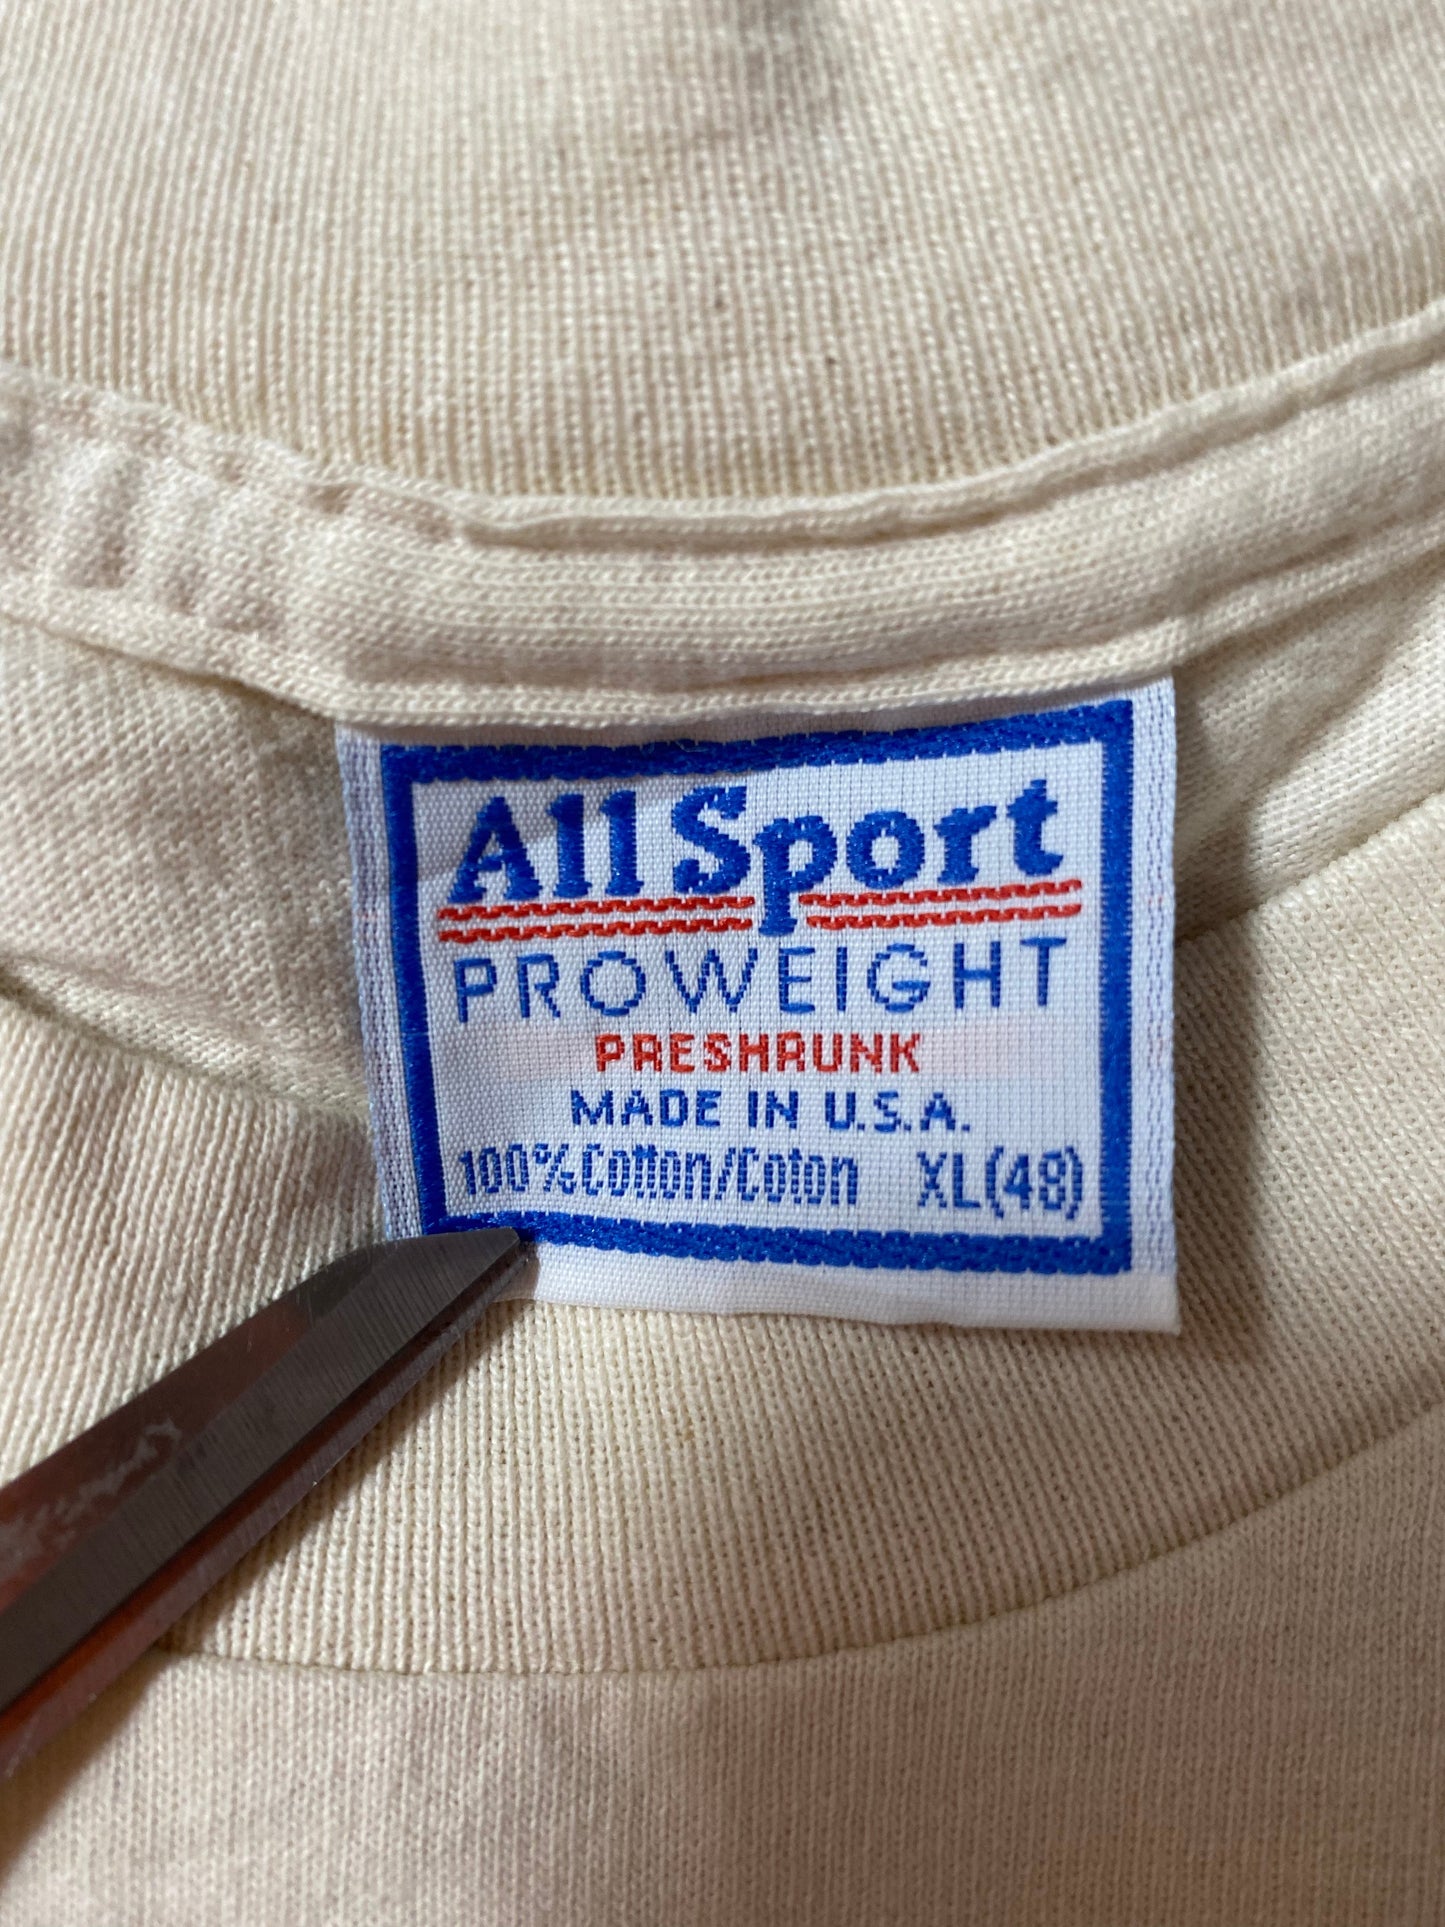 All Sport
PROWEIGHT
PRESHRUNK
MADE IN U.S.A.
100% Cotton/Coton XL(48)